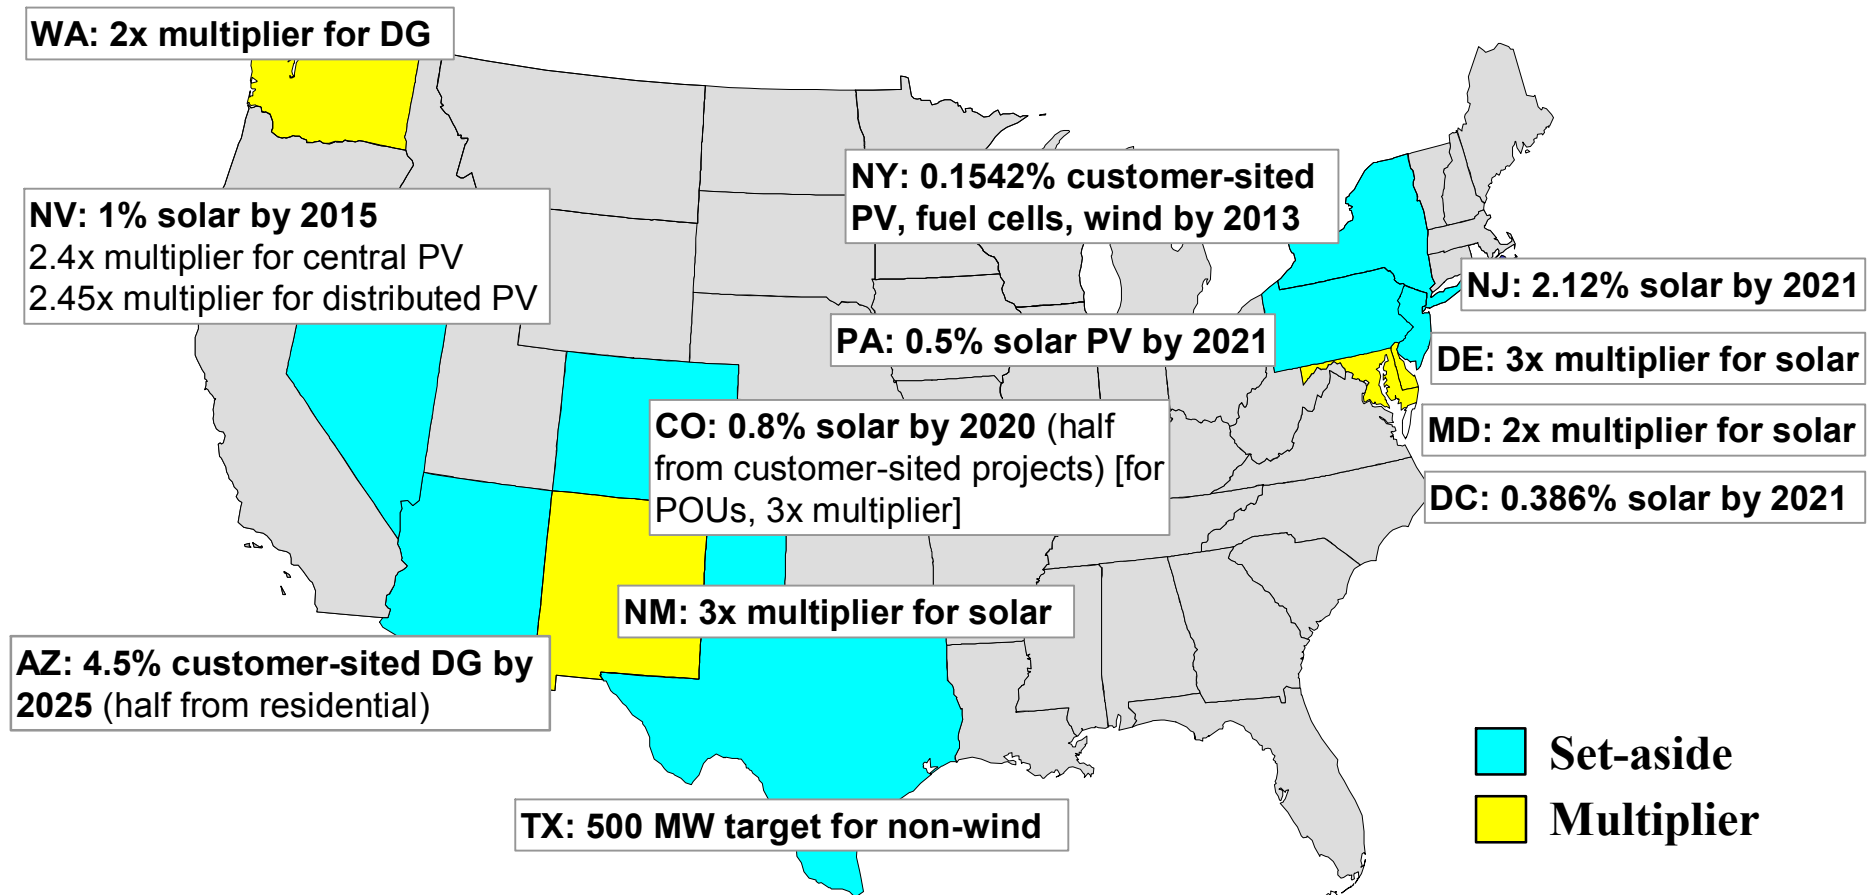 WA: 2x multiplier for DG
NV: 1% solar by 2015
2.4x multiplier for central PV
2.45x multiplier for distributed PV
NY: 0.1542% customer-sited
PV, fuel cells, wind by 2013
NJ: 2.12% solar by 2021
PA: 0.5% solar PV by 2021
DE: 3x multiplier for solar
CO: 0.8% solar by 2020 (half
from customer-sited projects) [for
POUs, 3x multiplier]
MD: 2x multiplier for solar
DC: 0.386% solar by 2021
NM: 3x multiplier for solar
AZ: 4.5% customer-sited DG by
2025 (half from residential)
TX: 500 MW target for non-wind
Set-aside
Multiplier